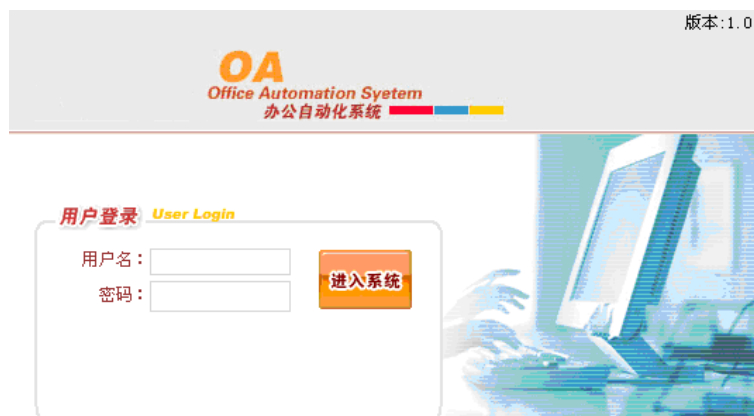 版本:1.0
OA
Office Automation Syetem
办公自动化系统
用户登录 User Login
用户名：
进入系统
密码：